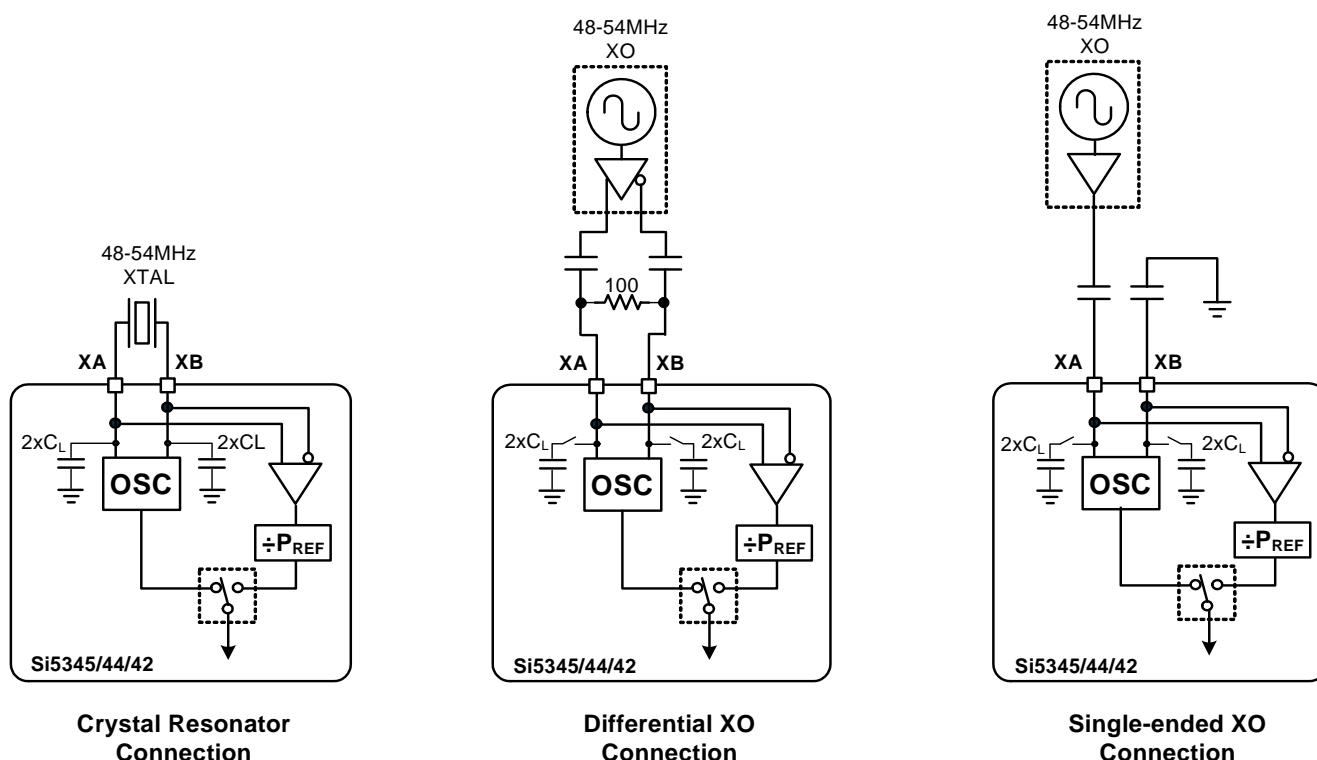 48-54MHz
XTAL
XA XB
2xCL 2xCL
OSC
÷PREF
Si5345/44/42
Crystal Resonator
Connection
48-54MHz
XO
100
XA XB
2xCL 2xCL
OSC
÷PREF
Si5345/44/42
Differential XO
Connection
48-54MHz
XO
XA XB
2xCL 2xCL
OSC
÷PREF
Si5345/44/42
Single-ended XO
Connection